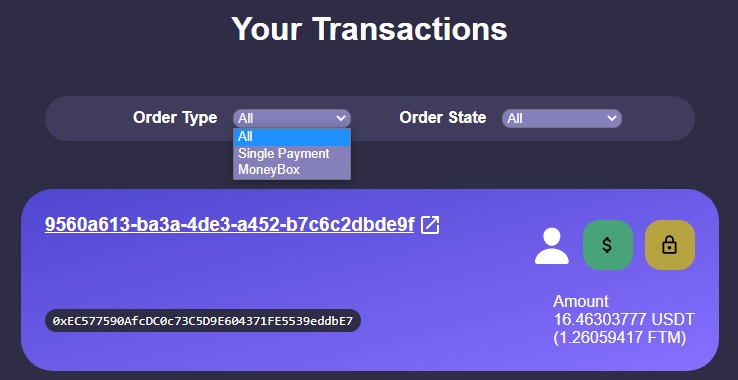 Your Transactions
Order Type All Order State All
All
Single Payment
MoneyBox
9560a613-ba3a-4de3-a452-b7c6c2dbde9f
$
0xEC577590AfcDC0c73C5D9E604371FE5539eddbE7
Amount
16.46303777 USDT
(1.26059417 FTM)